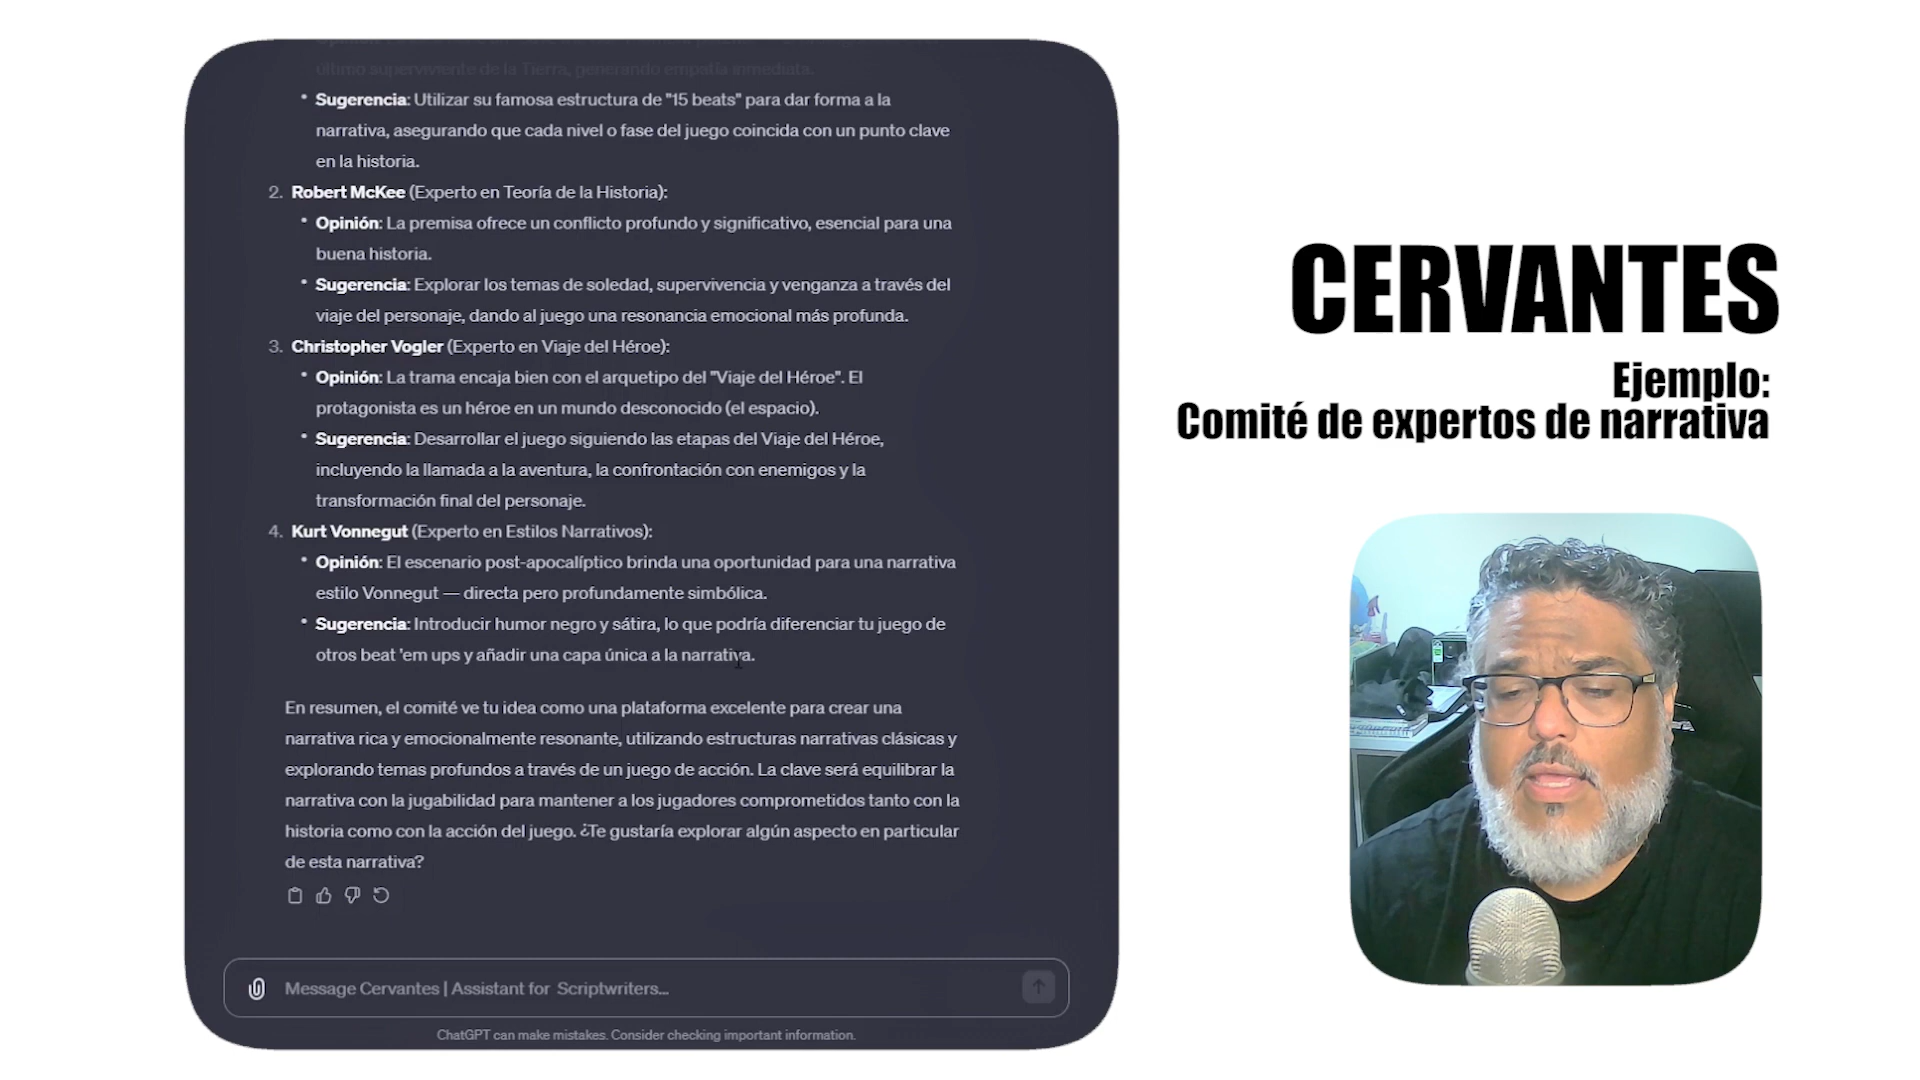 último superviviente de la Tierra, generando empatía inmediata.
• Sugerencia: Utilizar su famosa estructura de "15 beats" para dar forma a la
narrativa, asegurando que cada nivel o fase del juego coincida con un punto clave
en la historia.
2. Robert McKee (Experto en Teoría de la Historia):
• Opinión: La premisa ofrece un conflicto profundo y significativo, esencial para una
buena historia.
• Sugerencia: Explorar los temas de soledad, supervivencia y venganza a través del
viaje del personaje, dando al juego una resonancia emocional más profunda.
3. Christopher Vogler (Experto en Viaje del Héroe):
• Opinión: La trama encaja bien con el arquetipo del "Viaje del Héroe". El
protagonista es un héroe en un mundo desconocido (el espacio).
• Sugerencia: Desarrollar el juego siguiendo las etapas del Viaje del Héroe,
incluyendo la llamada a la aventura, la confrontación con enemigos y la
transformación final del personaje.
4. Kurt Vonnegut (Experto en Estilos Narrativos):
• Opinión: El escenario post-apocalíptico brinda una oportunidad para una narrativa
estilo Vonnegut — directa pero profundamente simbólica.
• Sugerencia: Introducir humor negro y sátira, lo que podría diferenciar tu juego de
otros beat 'em ups y añadir una capa única a la narrativa.
En resumen, el comité ve tu idea como una plataforma excelente para crear una
narrativa rica y emocionalmente resonante, utilizando estructuras narrativas clásicas y
explorando temas profundos a través de un juego de acción. La clave será equilibrar la
narrativa con la jugabilidad para mantener a los jugadores comprometidos tanto con la
historia como con la acción del juego. ¿Te gustaría explorar algún aspecto en particular
de esta narrativa?
Message Cervantes | Assistant for Scriptwriters...
ChatGPT can make mistakes. Consider checking important information.
CERVANTES
Ejemplo:
Comité de expertos de narrativa